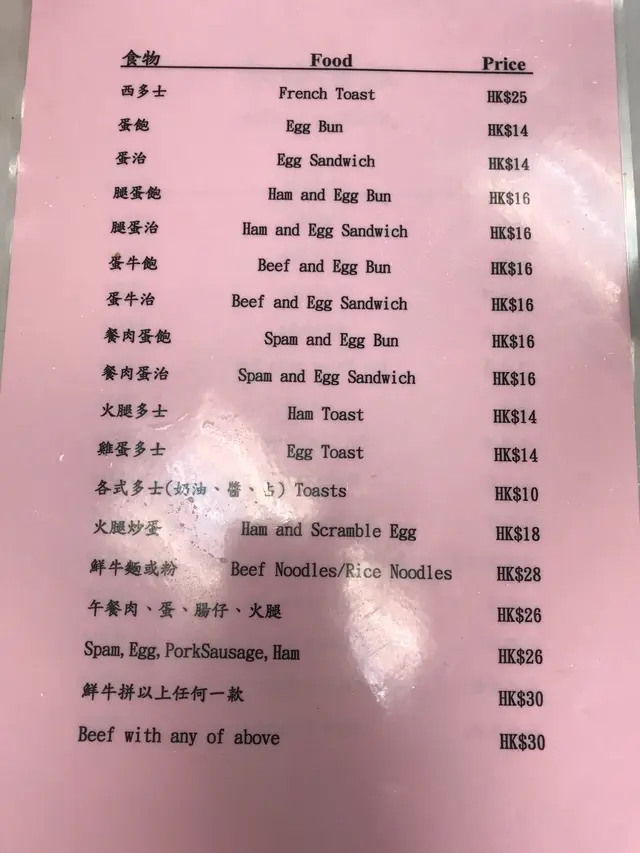 食物 Food Price
西多士 French Toast HK$25
蛋飽 Egg Bun HK$14
蛋治 Egg Sandwich HK$14
腿蛋飽 Ham and Egg Bun HK$16
腿蛋治 Ham and Egg Sandwich HK$16
蛋牛飽 Beef and Egg Bun HK$16
蛋牛治 Beef and Egg Sandwich HK$16
餐肉蛋飽 Spam and Egg Bun HK$16
餐肉蛋治 Spam and Egg Sandwich HK$16
火腿多士 Ham Toast HK$14
雞蛋多士 Egg Toast HK$14
各式多士(奶油、醬、占) Toasts HK$10
火腿炒蛋 Ham and Scramble Egg HK$18
鮮牛麵或粉 Beef Noodles/Rice Noodles HK$28
午餐肉、蛋、腸仔、火腿 HK$26
Spam,Egg,PorkSausage,Ham HK$26
鮮牛拼以上任何一款 HK$30
Beef with any of above HK$30